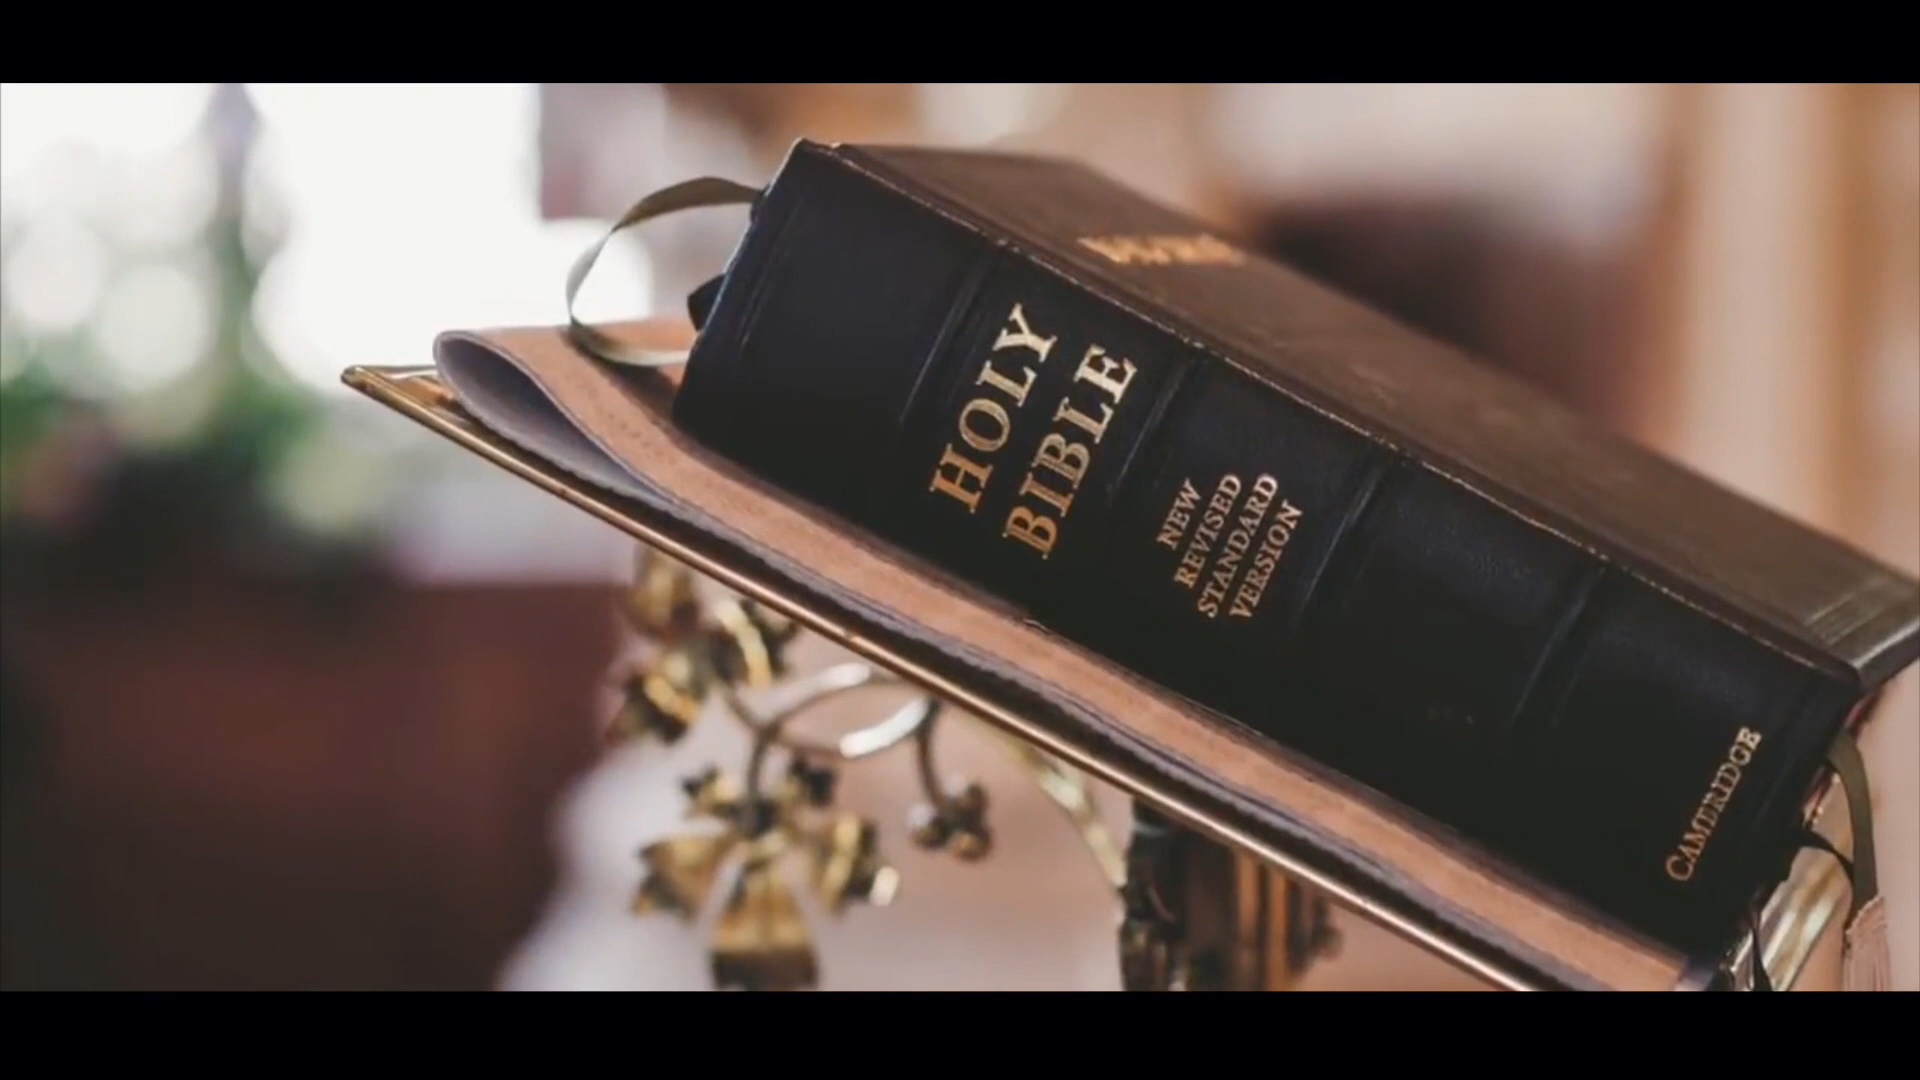 HOLY
BIBLE
NEW
REVISED
STANDARD
VERSION
CAMBRIDGE